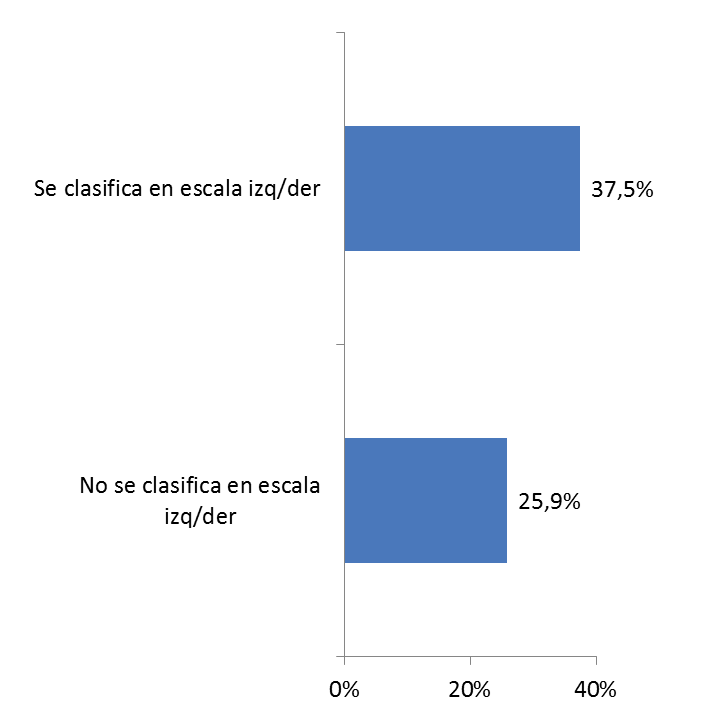 Se clasifica en escala izq/der
37,5%
No se clasifica en escala
izq/der
25,9%
0%
20%
40%